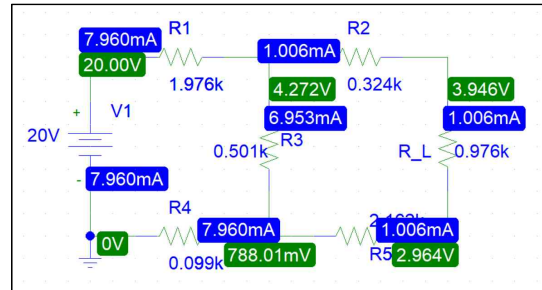 7.960mA
R1
1.006mA
R2
20.00V
1.976k
0.324k
4.272V
3.946V
V1
6.953mA
1.006mA
20V
0.501k
R3
R_L
0.976k
7.960mA
R4
7.960mA
1.006mA
0V
0.099k
788.01mV
R5
2.964V